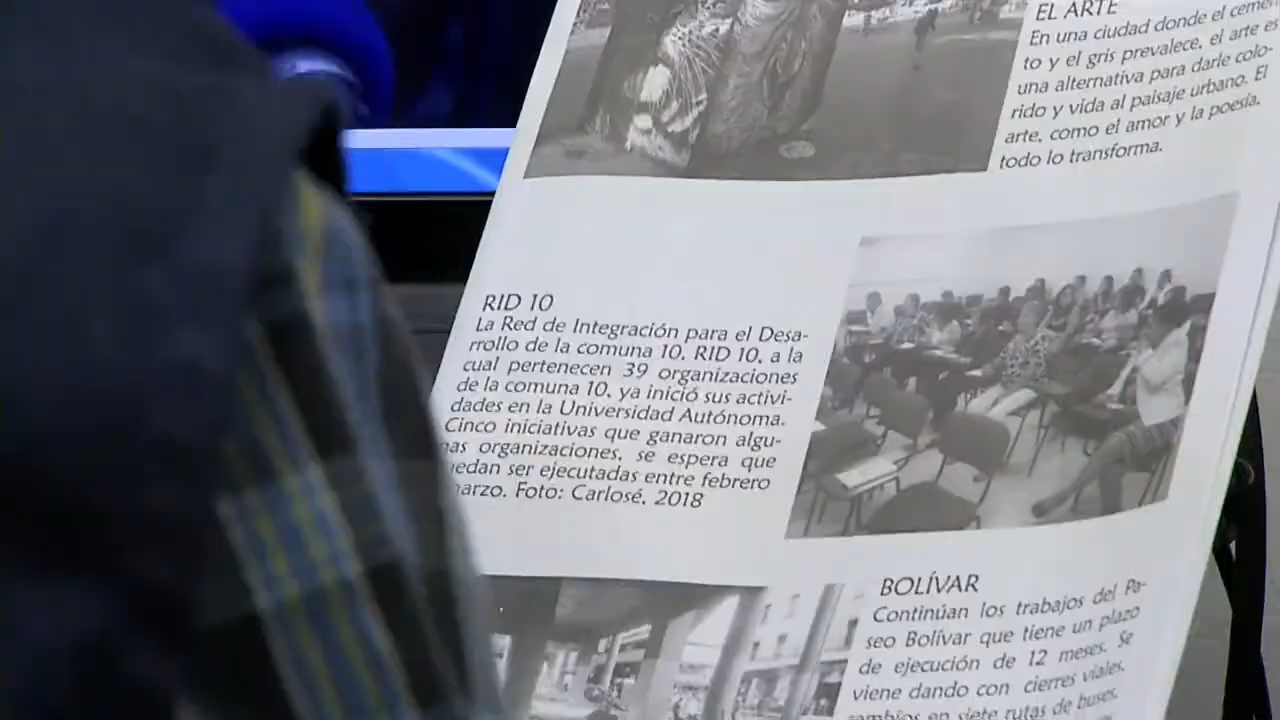 EL ARTE
En una ciudad donde el cemen
to y el gris prevalece, el arte es
una alternativa para darle colo-
rido y vida al paisaje urbano. El
arte, como el amor y la poesía,
todo lo transforma.
RID 10
La Red de Integración para el Desa-
rrollo de la comuna 10, RID 10, a la
cual pertenecen 39 organizaciones
de la comuna 10, ya inició sus activi-
dades en la Universidad Autónoma.
Cinco iniciativas que ganaron algu-
nas organizaciones, se espera que
uedan ser ejecutadas entre febrero
marzo. Foto: Carlosé, 2018
BOLÍVAR
Continúan los trabajos del Pa-
seo Bolívar que tiene un plazo
de ejecución de 12 meses. Se
viene dando con cierres viales,
cambios en siete rutas de buses,